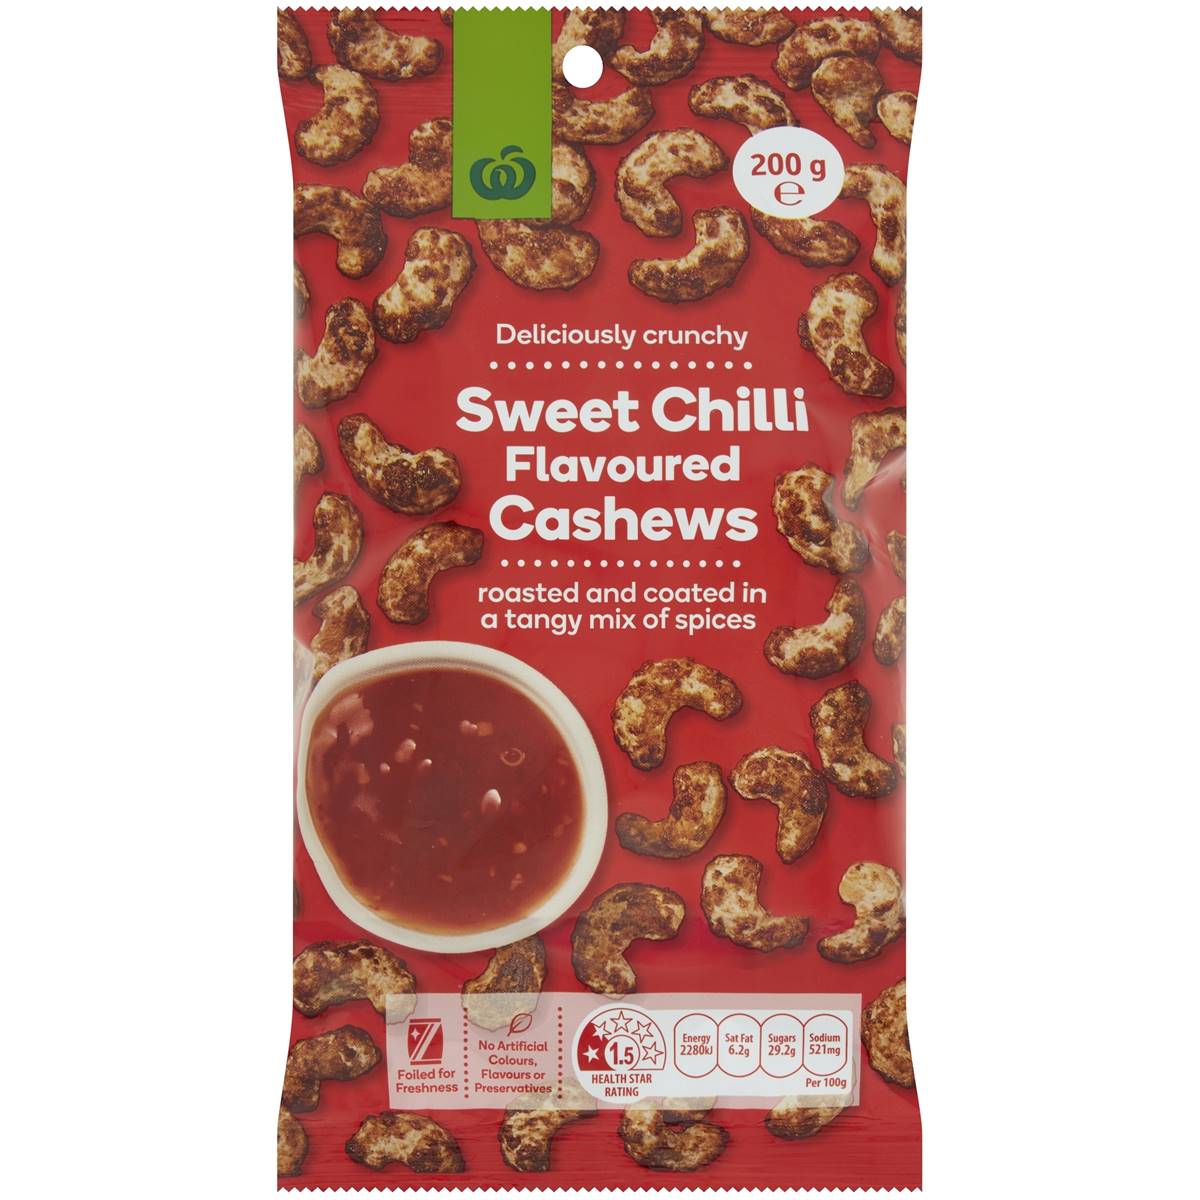 200 g
℮
Deliciously crunchy
Sweet Chilli
Flavoured
Cashews
roasted and coated in
a tangy mix of spices
Foiled for
Freshness
No Artificial
Colours,
Flavours or
Preservatives
1.5
HEALTH STAR
RATING
Energy
2280kJ
Sat Fat
6.2g
Sugars
29.2g
Sodium
521mg
Per 100g